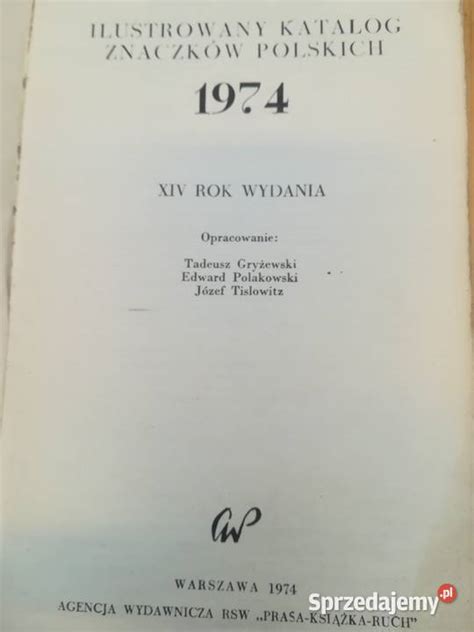 ILUSTROWANY KATALOG
ZNACZKÓW POLSKICH
1974
XIV ROK WYDANIA
Opracowanie:
Tadeusz Gryżewski
Edward Polakowski
Józef Tislowitz
WARSZAWA 1974
AGENCJA WYDAWNICZA RSW „PRASA-KSIĄŻKA-RUCH"
Sprzedajemy.pl